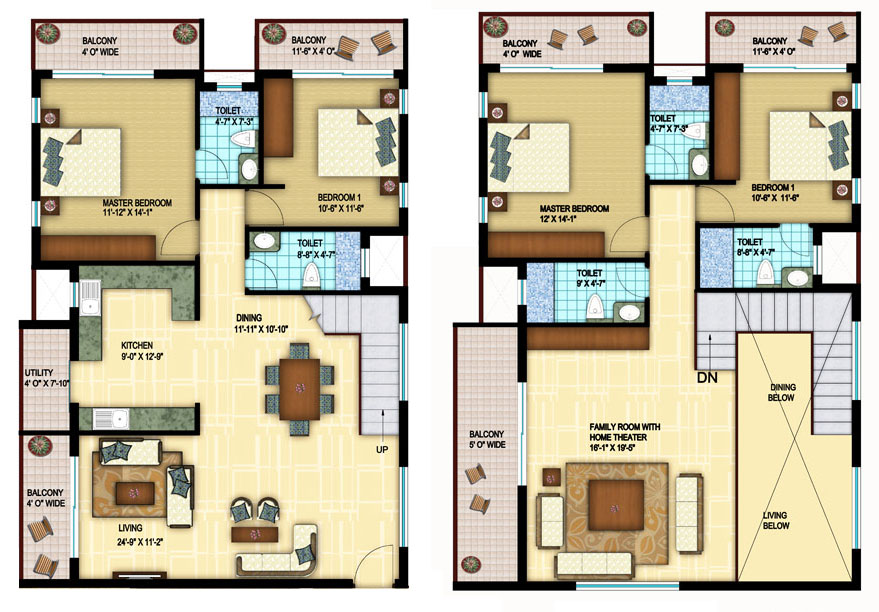 BALCONY
4' O" WIDE
BALCONY
11'-6" X 4' O"
TOILET
4'-7" X 7'-3"
MASTER BEDROOM
11'-12" X 14'-1"
BEDROOM 1
10'-6" X 11'-6"
TOILET
8'-8" X 4'-7"
DINING
11'-11" X 10'-10"
KITCHEN
9'-0" X 12'-9"
UTILITY
4' O" X 7'-10"
UP
BALCONY
4' O" WIDE
LIVING
24'-9" X 11'-2"
BALCONY
4' O" WIDE
BALCONY
11'-6" X 4' O"
TOILET
4'-7" X 7'-3"
MASTER BEDROOM
12' X 14'-1"
BEDROOM 1
10'-6" X 11'-6"
TOILET
8'-8" X 4'-7"
TOILET
9' X 4'-7"
DN
DINING
BELOW
FAMILY ROOM WITH
HOME THEATER
16'-1" X 19'-5"
BALCONY
5' O" WIDE
LIVING
BELOW